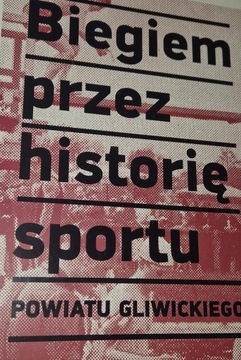 Biegiem
przez
historię
sportu
POWIATU GLIWICKIEGO